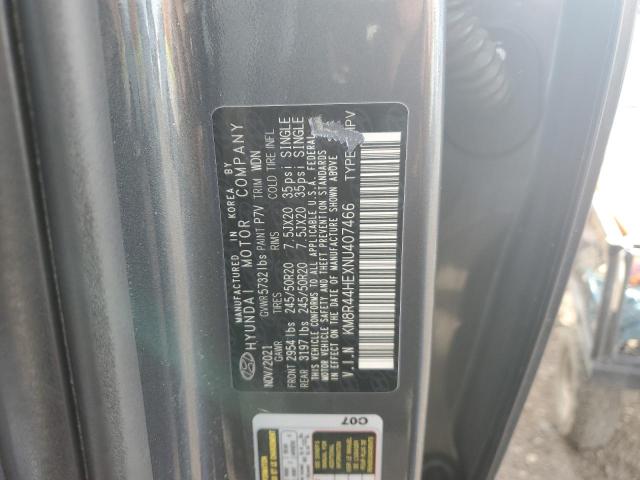 MANUFACTURED IN KOREA BY
HYUNDAI MOTOR COMPANY
NOV/2021 GVWR 5732 lbs PAINT P7V TRIM WDN
GAWR TIRES RIMS COLD TIRE INFL
FRONT 2954 lbs 245/50R20 7.5JX20 35psi SINGLE
REAR 3197 lbs 245/50R20 7.5JX20 35psi SINGLE
THIS VEHICLE CONFORMS TO ALL APPLICABLE U.S.A. FEDERAL
MOTOR VEHICLE SAFETY AND THEFT PREVENTION STANDARDS
IN EFFECT ON THE DATE OF MANUFACTURE SHOWN ABOVE
V.I.N KM8R44HEXNU407466 TYPE MPV
C07